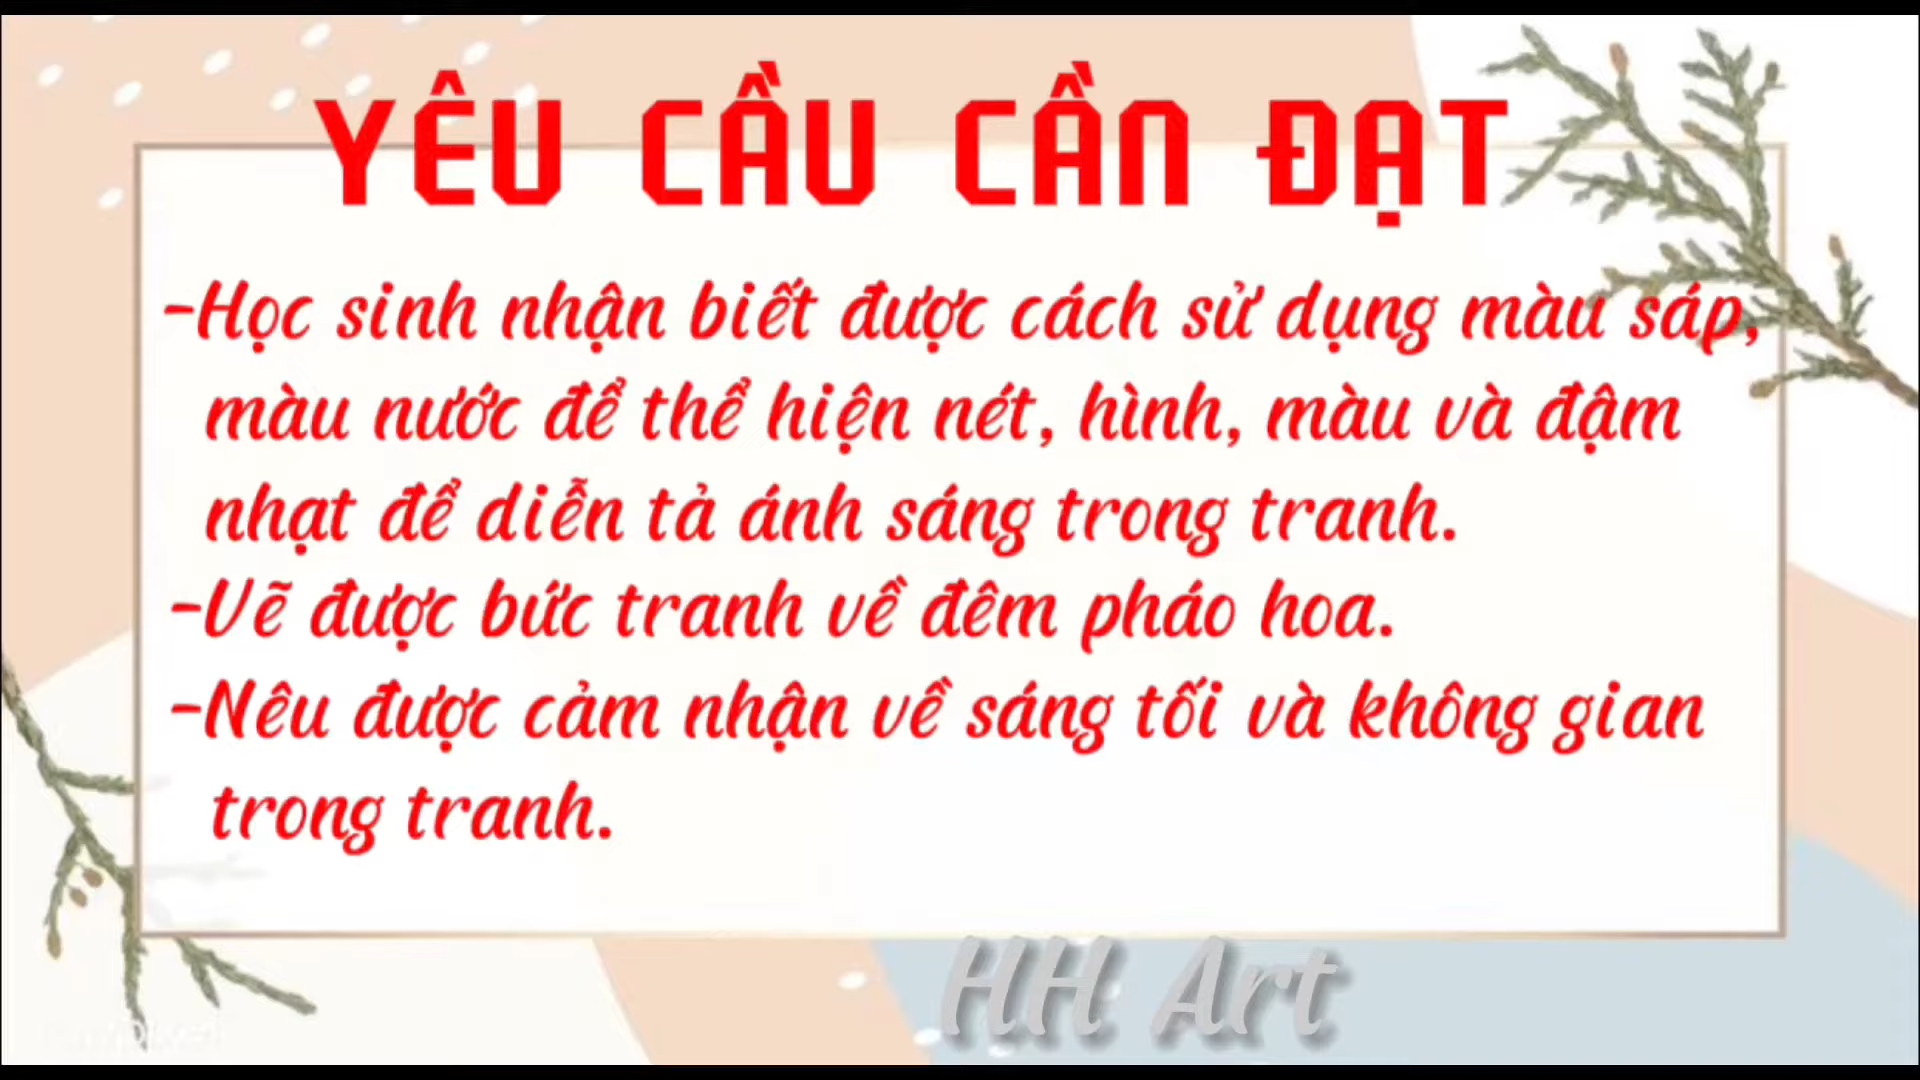 YÊU CẦU CẦN ĐẠT
-Học sinh nhận biết được cách sử dụng màu sáp,
màu nước để thể hiện nét, hình, màu và đậm
nhạt để diễn tả ánh sáng trong tranh.
-Vẽ được bức tranh về đêm pháo hoa.
-Nêu được cảm nhận về sáng tối và không gian
trong tranh.
HH Art